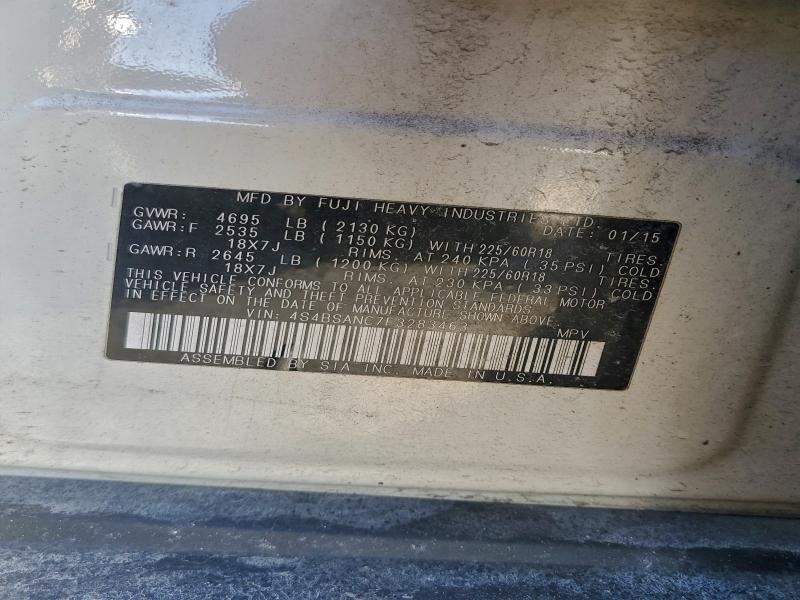 MFD BY FUJI HEAVY INDUSTRIES LTD.
GVWR: 4695 LB ( 2130 KG) DATE: 01/15
GAWR:F 2535 LB ( 1150 KG) WITH 225/60R18 TIRES.
18X7J RIMS. AT 240 KPA ( 35 PSI) COLD
GAWR:R 2645 LB ( 1200 KG) WITH 225/60R18 TIRES.
18X7J RIMS. AT 230 KPA ( 33 PSI) COLD
THIS VEHICLE CONFORMS TO ALL APPLICABLE FEDERAL MOTOR
VEHICLE SAFETY AND THEFT PREVENTION STANDARDS
IN EFFECT ON THE DATE OF MANUFACTURE SHOWN ABOVE.
VIN: 4S4BSANC7F3283463 MPV
ASSEMBLED BY SIA INC. MADE IN U.S.A.